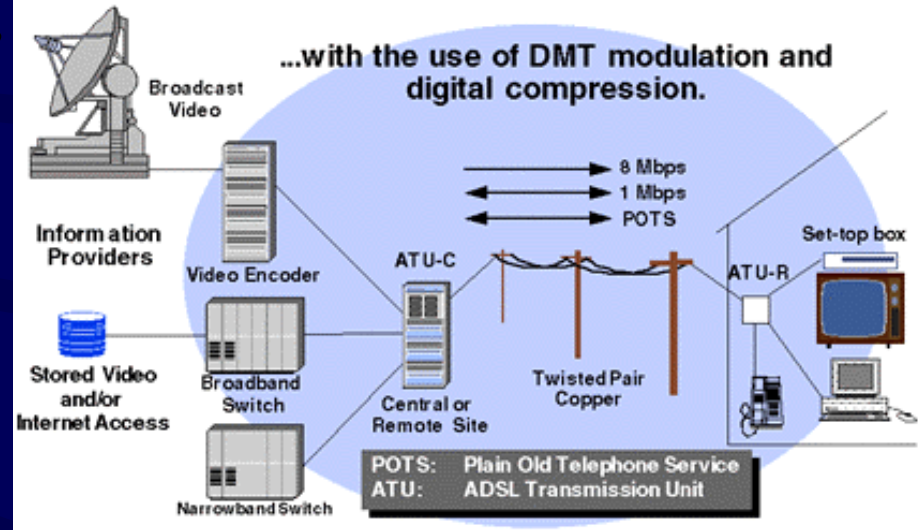 ...with the use of DMT modulation and
digital compression.
Broadcast
Video
8 Mbps
1 Mbps
POTS
Information
Providers
Video Encoder
ATU-C
Set-top box
ATU-R
Stored Video
and/or
Internet Access
Broadband
Switch
Central or
Remote Site
Twisted Pair
Copper
Narrowband Switch
POTS: Plain Old Telephone Service
ATU: ADSL Transmission Unit